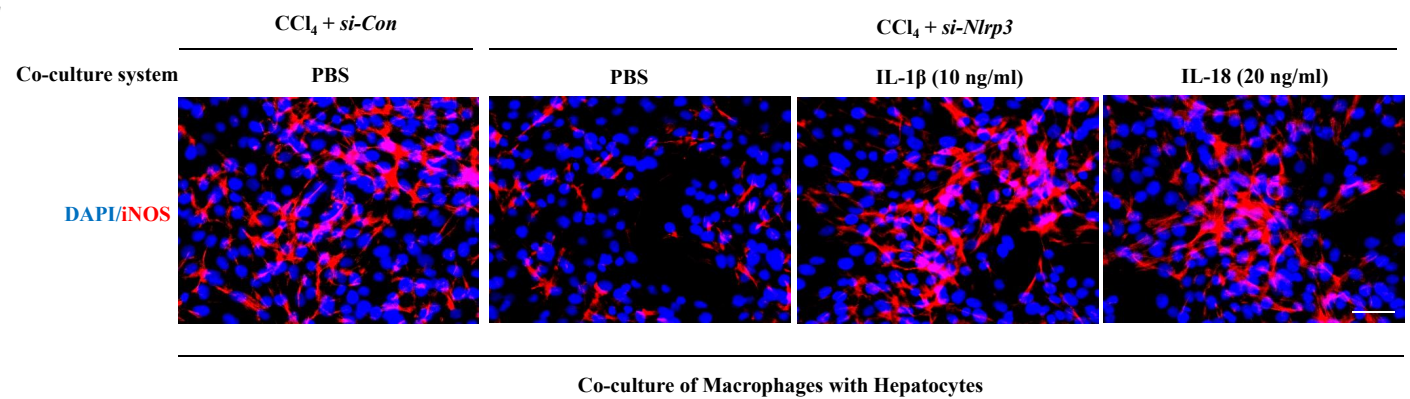 CCl₄ + si-Con
CCl₄ + si-Nlrp3
Co-culture system
PBS
PBS
IL-1β (10 ng/ml)
IL-18 (20 ng/ml)
DAPI/iNOS
Co-culture of Macrophages with Hepatocytes